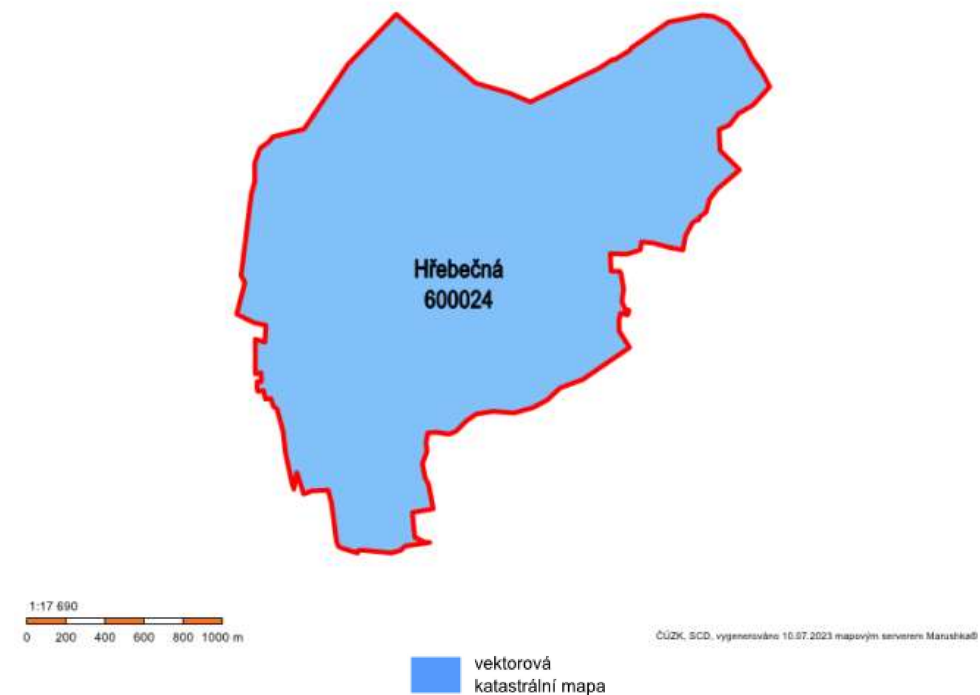 Hřebečná
600024
1:17 690
0 200 400 600 800 1000 m
ČÚZK, SCD, vygenerováno 10.07.2023 mapovým serverem Marushka®
vektorová
katastrální mapa